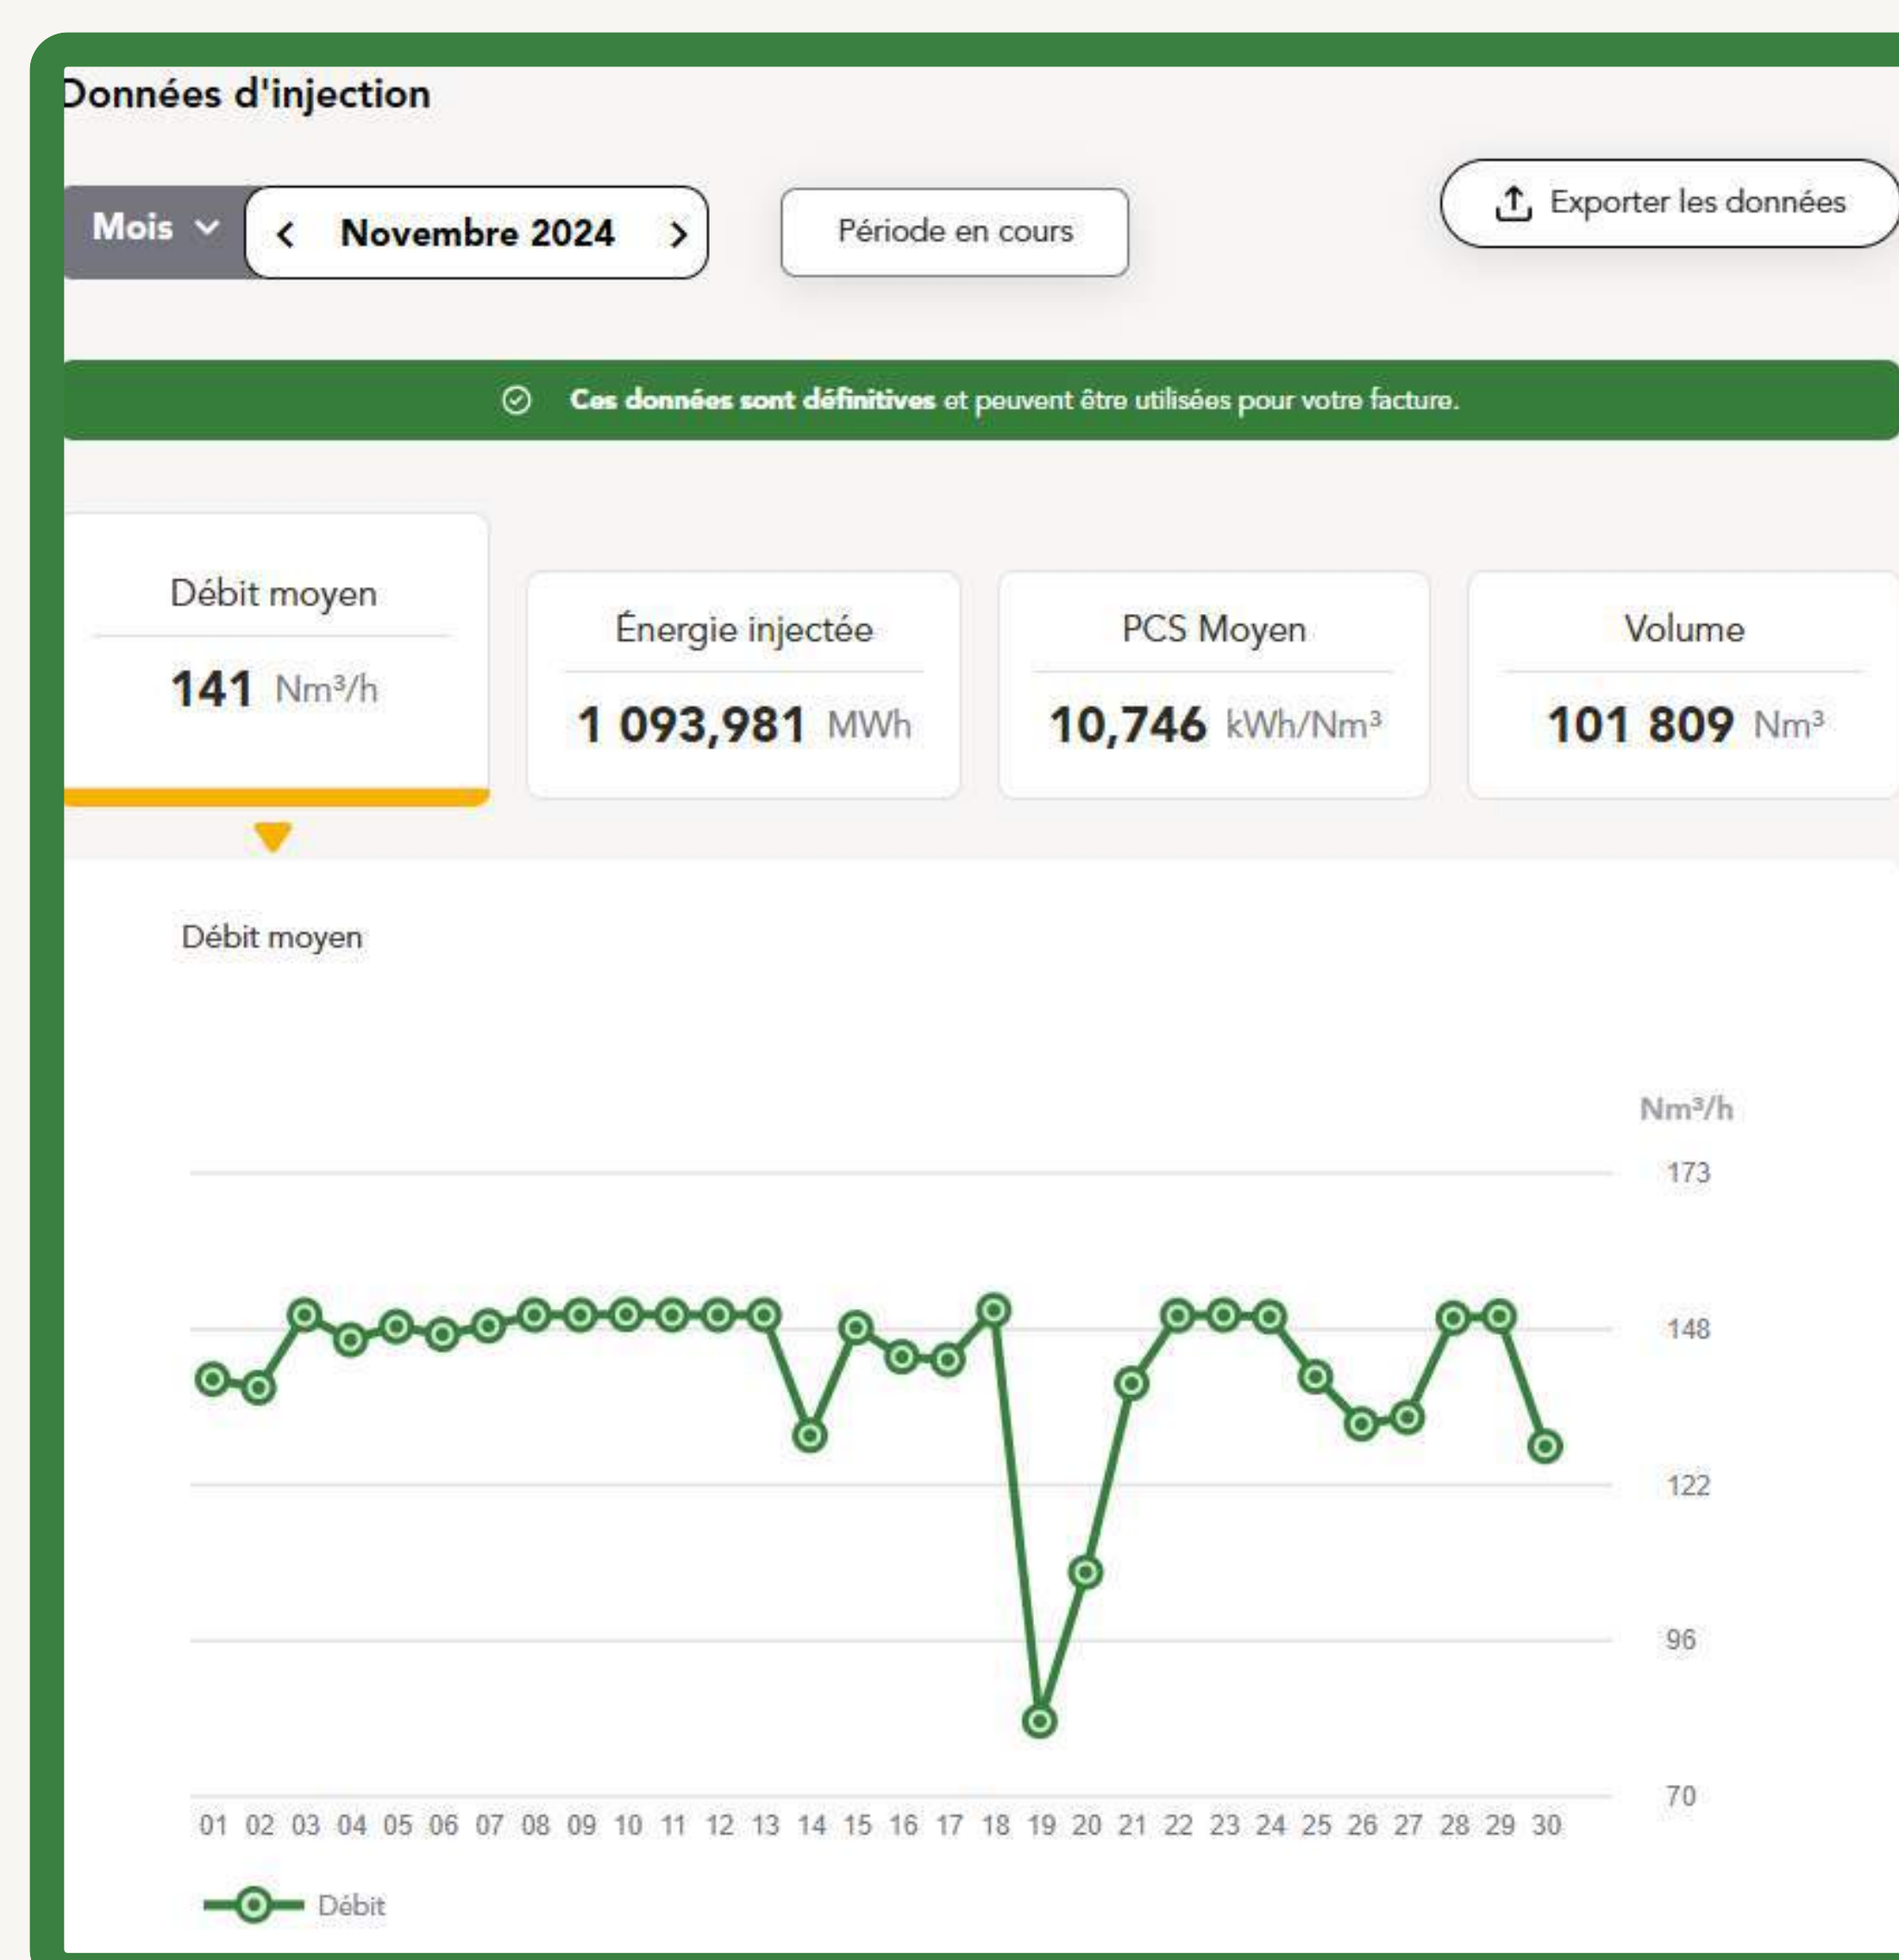 Données d'injection
Mois
Novembre 2024
Période en cours
Exporter les données
Ces données sont définitives et peuvent être utilisées pour votre facture.
Débit moyen
141 Nm³/h
Énergie injectée
1 093,981 MWh
PCS Moyen
10,746 kWh/Nm³
Volume
101 809 Nm³
Débit moyen
Nm³/h
173
148
122
96
70
01 02 03 04 05 06 07 08 09 10 11 12 13 14 15 16 17 18 19 20 21 22 23 24 25 26 27 28 29 30
Débit